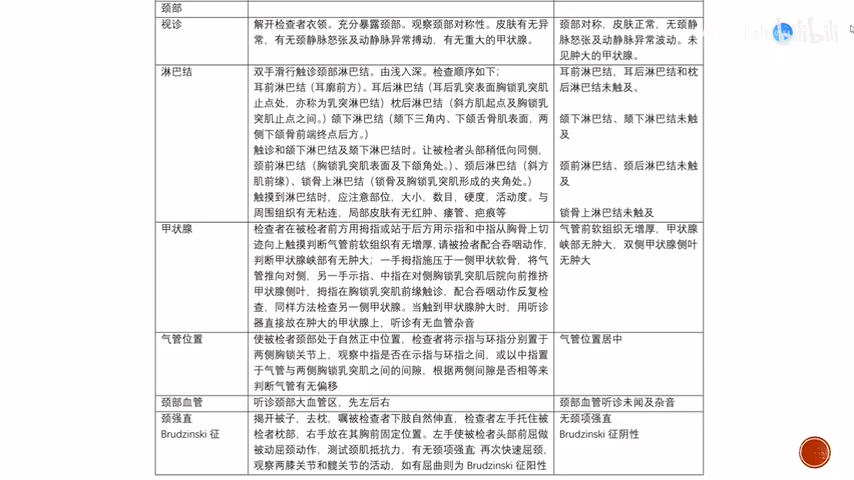 颈部
视诊
解开检查者衣领。充分暴露颈部。观察颈部对称性。皮肤有无异
常，有无颈静脉怒张及动静脉异常搏动，有无重大的甲状腺。
颈部对称，皮肤正常，无颈静
脉怒张及动静脉异常波动。未
见肿大的甲状腺。
淋巴结
双手滑行触诊颈部淋巴结。由浅入深。检查顺序如下；
耳前淋巴结（耳廓前方）。耳后淋巴结（耳后乳突表面胸锁乳突肌
止点处，亦称为乳突淋巴结）枕后淋巴结（斜方肌起点及胸锁乳
突肌止点之间。）颌下淋巴结（颏下三角内、下颌舌骨肌表面，两
侧下颌骨前端终点后方。）
触诊和颌下淋巴结及颏下淋巴结时。让被检者头部稍低向同侧，
颈前淋巴结（胸锁乳突肌表面及下颌角处。）、颈后淋巴结（斜方
肌前缘）、锁骨上淋巴结（锁骨及胸锁乳突肌形成的夹角处。）
触摸到淋巴结时，应注意部位，大小，数目，硬度，活动度。与
周围组织有无粘连，局部皮肤有无红肿、瘘管、疤痕等
耳前淋巴结，耳后淋巴结和枕
后淋巴结未触及。
颌下淋巴结、颏下淋巴结未触
及
颈前淋巴结、颈后淋巴结未触
及
锁骨上淋巴结未触及
甲状腺
检查者在被检者前方用拇指或站于后方用示指和中指从胸骨上切
迹向上触摸判断气管前软组织有无增厚，请被捡者配合吞咽动作，
判断甲状腺峡部有无肿大；一手拇指施压于一侧甲状软骨，将气
管推向对侧，另一手示指、中指在对侧胸锁乳突肌后院向前推挤
甲状腺侧叶，拇指在胸锁乳突肌前缘触诊，配合吞咽动作反复检
查，同样方法检查另一侧甲状腺。当触到甲状腺肿大时，用听诊
器直接放在肿大的甲状腺上，听诊有无血管杂音
气管前软组织无增厚，甲状腺
峡部无肿大，双侧甲状腺侧叶
无肿大
气管位置
使被检者颈部处于自然正中位置，检查者将示指与环指分别置于
两侧胸锁关节上，观察中指是否在示指与环指之间，或以中指置
于气管与两侧胸锁乳突肌之间的间隙，根据两侧间隙是否相等来
判断气管有无偏移
气管位置居中
颈部血管
听诊颈部大血管区，先左后右
颈部血管听诊未闻及杂音
颈强直
Brudzinski 征
揭开被子，去枕，嘱被检查者下肢自然伸直，检查者左手托住被
检者枕部，右手放在其胸前固定位置。左手使被检者头部前屈做
被动屈颈动作，测试颈肌抵抗力，有无颈项强直 再次快速屈颈，
观察两膝关节和髋关节的活动，如有屈曲则为 Brudzinski 征阳性
无颈项强直
Brudzinski 征阴性
bilibili